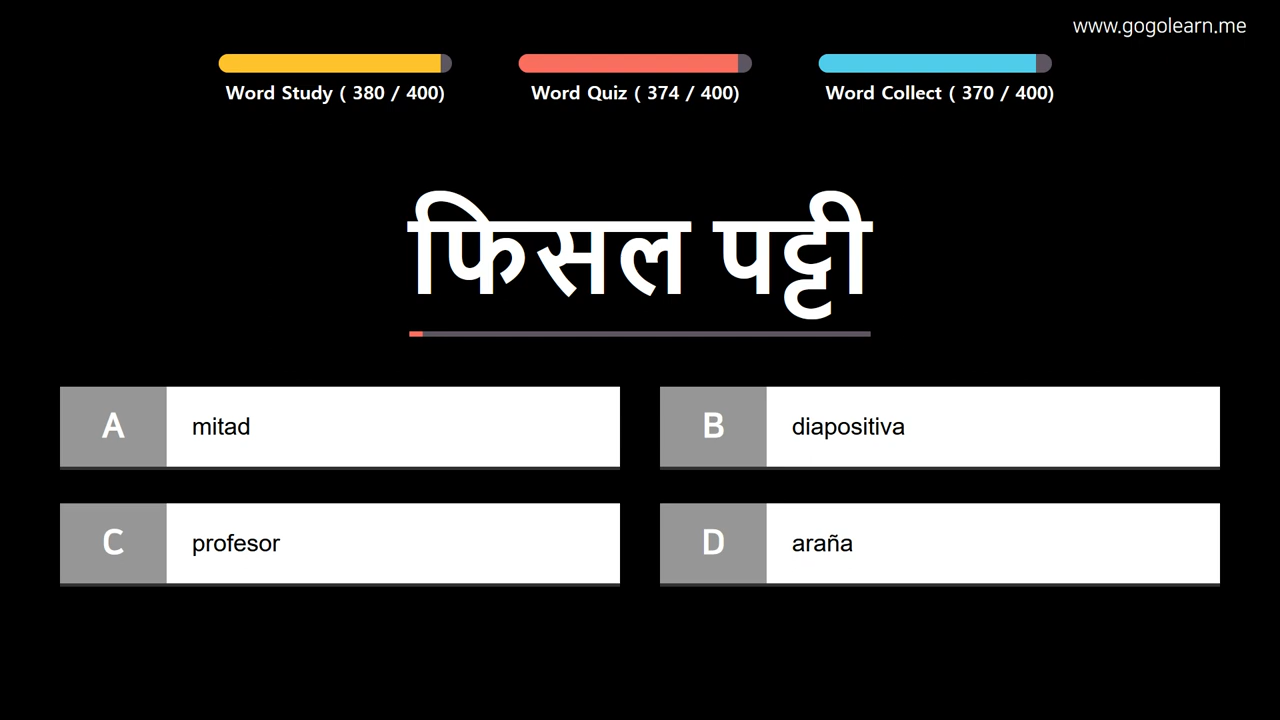 www.gogolearn.me
Word Study ( 380 / 400)
Word Quiz ( 374 / 400)
Word Collect ( 370 / 400)
फिसल पट्टी
A mitad
B diapositiva
C profesor
D araña